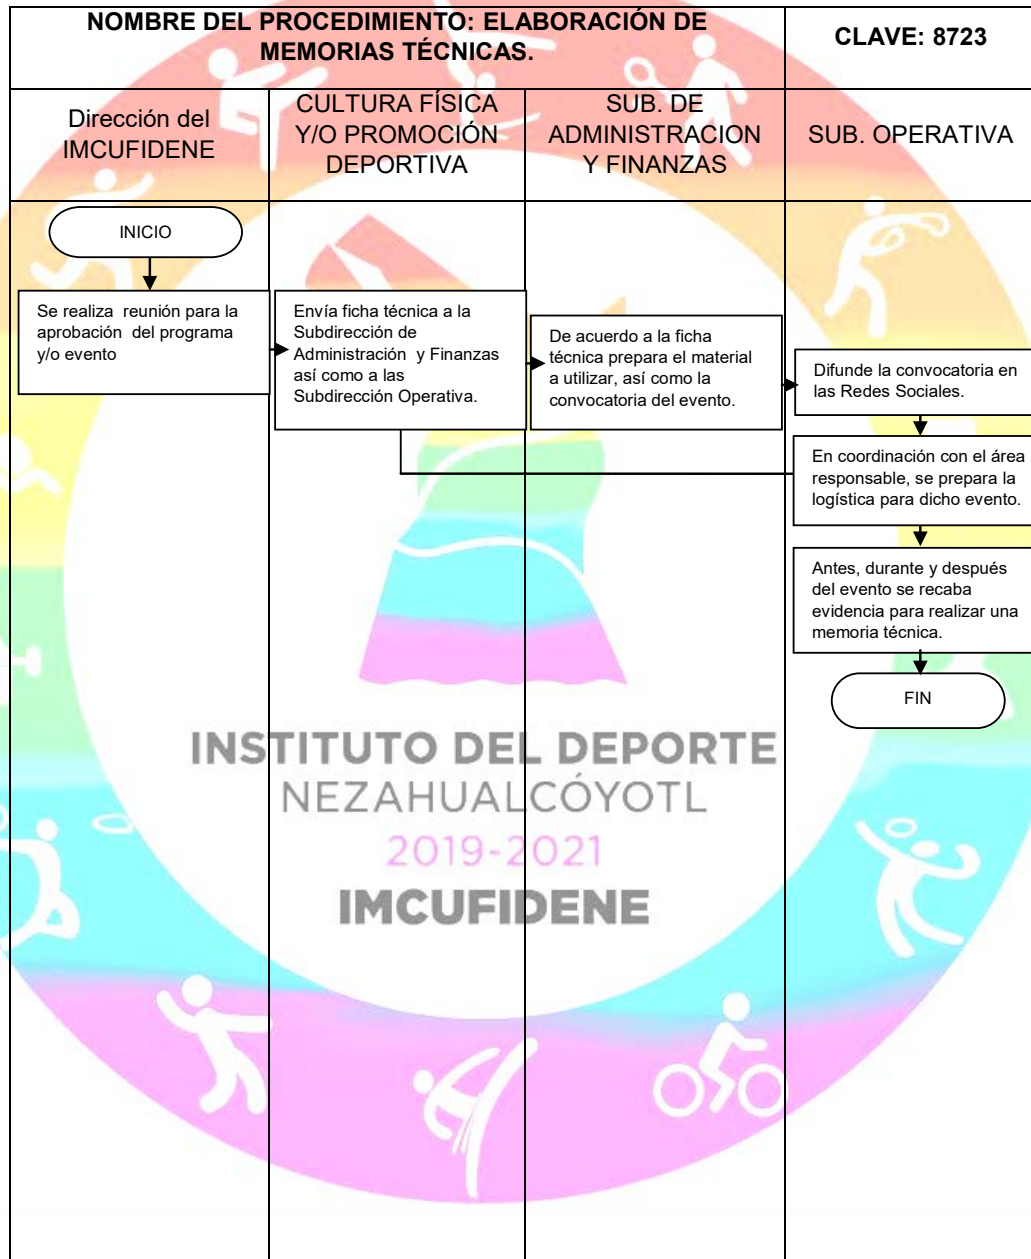 NOMBRE DEL PROCEDIMIENTO: ELABORACIÓN DE
MEMORIAS TÉCNICAS.
CLAVE: 8723
Dirección del
IMCUFIDENE
CULTURA FÍSICA
Y/O PROMOCIÓN
DEPORTIVA
SUB. DE
ADMINISTRACION
Y FINANZAS
SUB. OPERATIVA
INICIO
Se realiza reunión para la
aprobación del programa
y/o evento
Envía ficha técnica a la
Subdirección de
Administración y Finanzas
así como a las
Subdirección Operativa.
De acuerdo a la ficha
técnica prepara el material
a utilizar, así como la
convocatoria del evento.
Difunde la convocatoria en
las Redes Sociales.
En coordinación con el área
responsable, se prepara la
logística para dicho evento.
Antes, durante y después
del evento se recaba
evidencia para realizar una
memoria técnica.
FIN
INSTITUTO DEL DEPORTE
NEZAHUALCÓYOTL
2019-2021
IMCUFIDENE